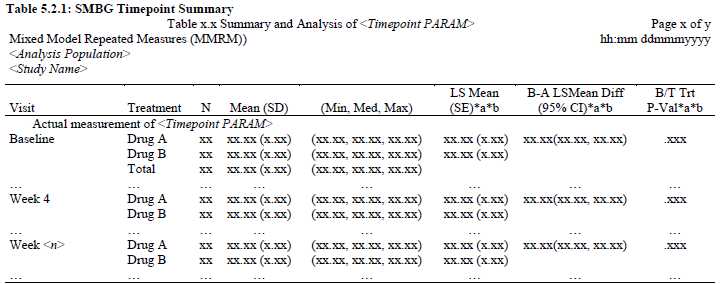 Table 5.2.1: SMBG Timepoint Summary
Table x.x Summary and Analysis of <Timepoint PARAM> Page x of y
Mixed Model Repeated Measures (MMRM)) hh:mm ddmmmyyyy
<Analysis Population>
<Study Name>
LS Mean B-A LSMean Diff B/T Trt
Visit Treatment N Mean (SD) (Min, Med, Max) (SE)*a*b (95% CI)*a*b P-Val*a*b
Actual measurement of <Timepoint PARAM>
Baseline Drug A xx xx.xx (x.xx) (xx.xx, xx.xx, xx.xx) xx.xx (x.xx) xx.xx(xx.xx, xx.xx) .xxx
Drug B xx xx.xx (x.xx) (xx.xx, xx.xx, xx.xx) xx.xx (x.xx)
Total xx xx.xx (x.xx) (xx.xx, xx.xx, xx.xx)
… … … … … … … …
Week 4 Drug A xx xx.xx (x.xx) (xx.xx, xx.xx, xx.xx) xx.xx (x.xx) xx.xx(xx.xx, xx.xx) .xxx
Drug B xx xx.xx (x.xx) (xx.xx, xx.xx, xx.xx) xx.xx (x.xx)
… … … … … … … …
Week <n> Drug A xx xx.xx (x.xx) (xx.xx, xx.xx, xx.xx) xx.xx (x.xx) xx.xx(xx.xx, xx.xx) .xxx
Drug B xx xx.xx (x.xx) (xx.xx, xx.xx, xx.xx) xx.xx (x.xx)
… … … … … … … …